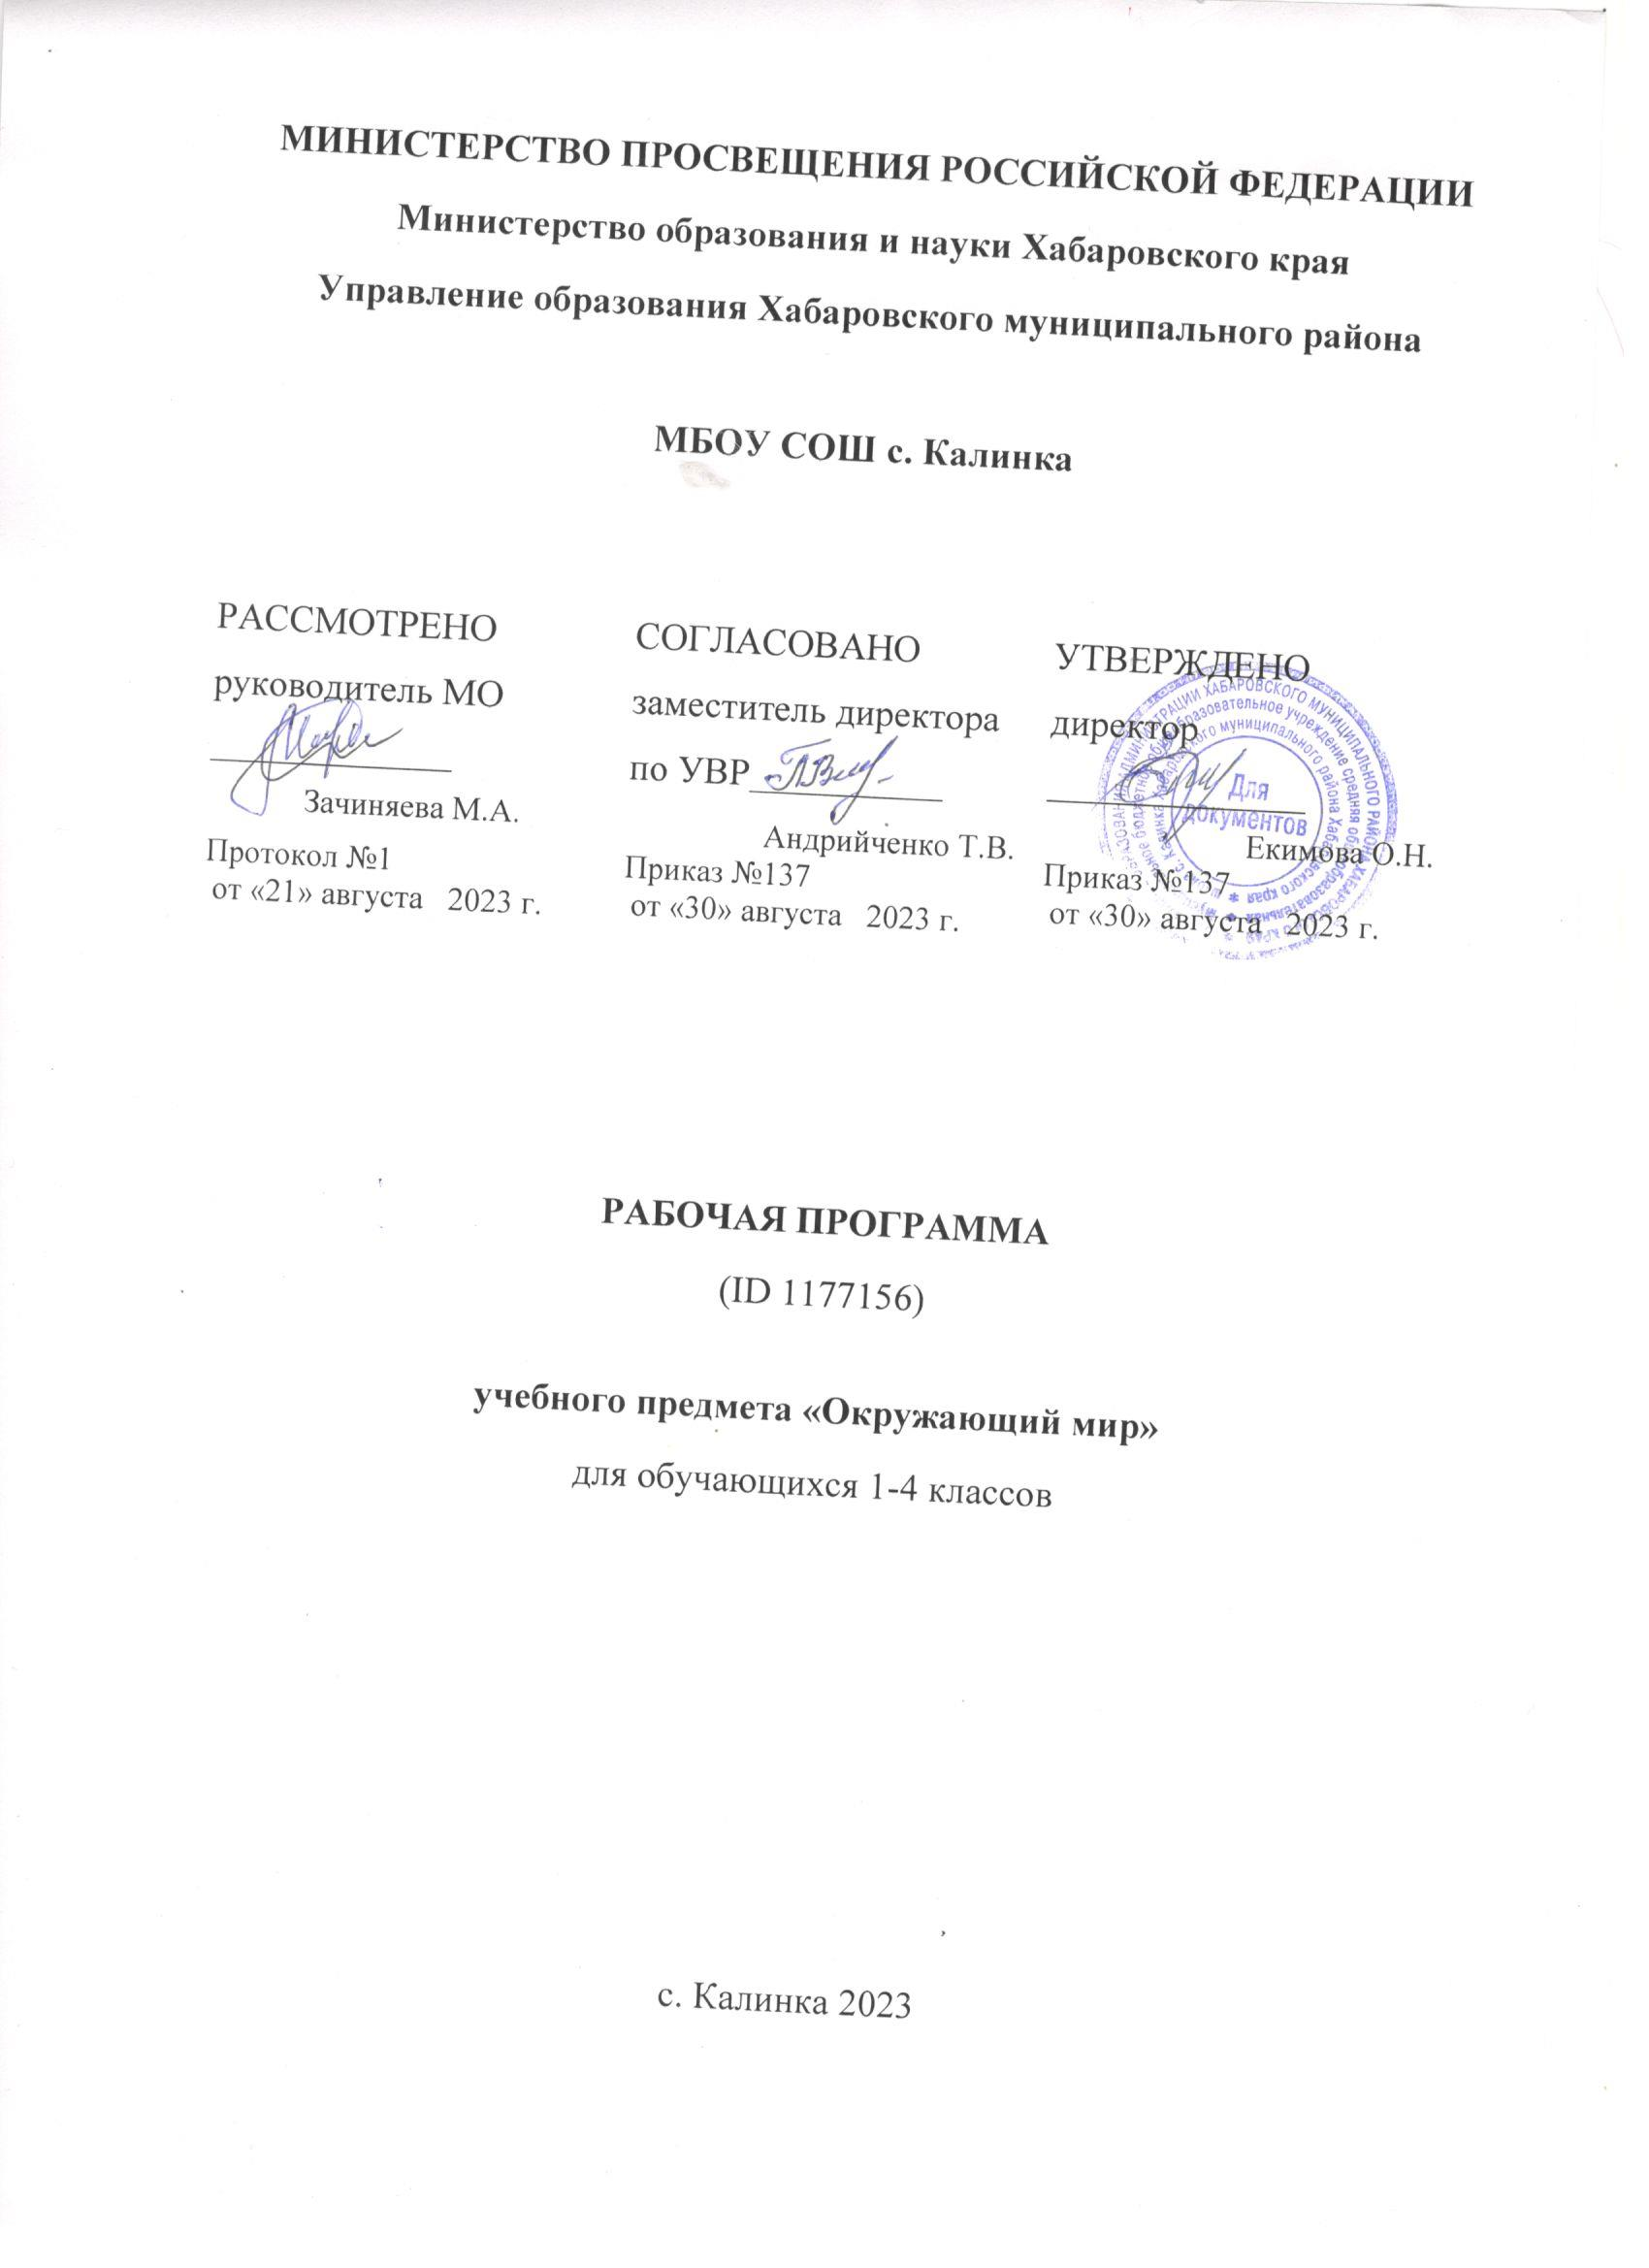 МИНИСТЕРСТВО ПРОСВЕЩЕНИЯ РОССИЙСКОЙ ФЕДЕРАЦИИ
Министерство образования и науки Хабаровского края
Управление образования Хабаровского муниципального района
МБОУ СОШ с. Калинка
РАССМОТРЕНО
руководитель МО
Зачиняева М.А.
Протокол №1
от «21» августа 2023 г.
СОГЛАСОВАНО
заместитель директора
по УВР
Андрийченко Т.В.
Приказ №137
от «30» августа 2023 г.
УТВЕРЖДЕНО
директор
Для
документов
Екимова О.Н.
Приказ №137
от «30» августа 2023 г.
РАБОЧАЯ ПРОГРАММА
(ID 1177156)
учебного предмета «Окружающий мир»
для обучающихся 1-4 классов
с. Калинка 2023